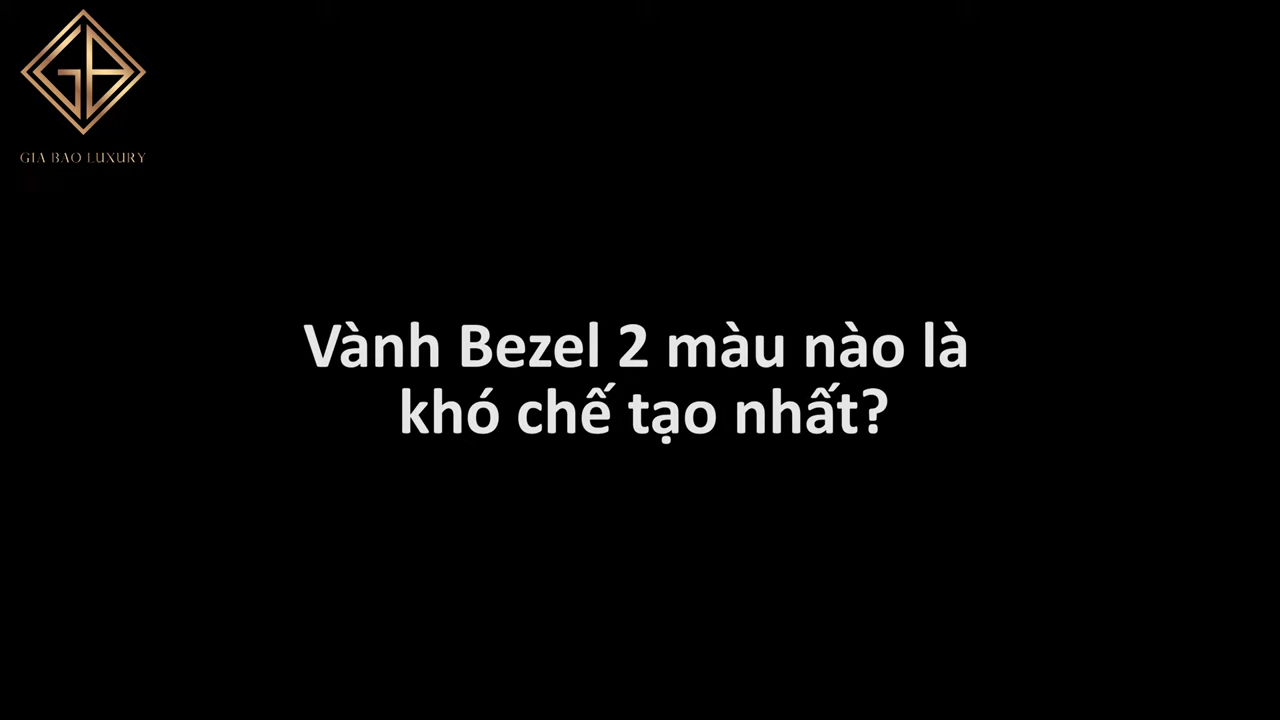 GIA BAO LUXURY
Vành Bezel 2 màu nào là
khó chế tạo nhất?